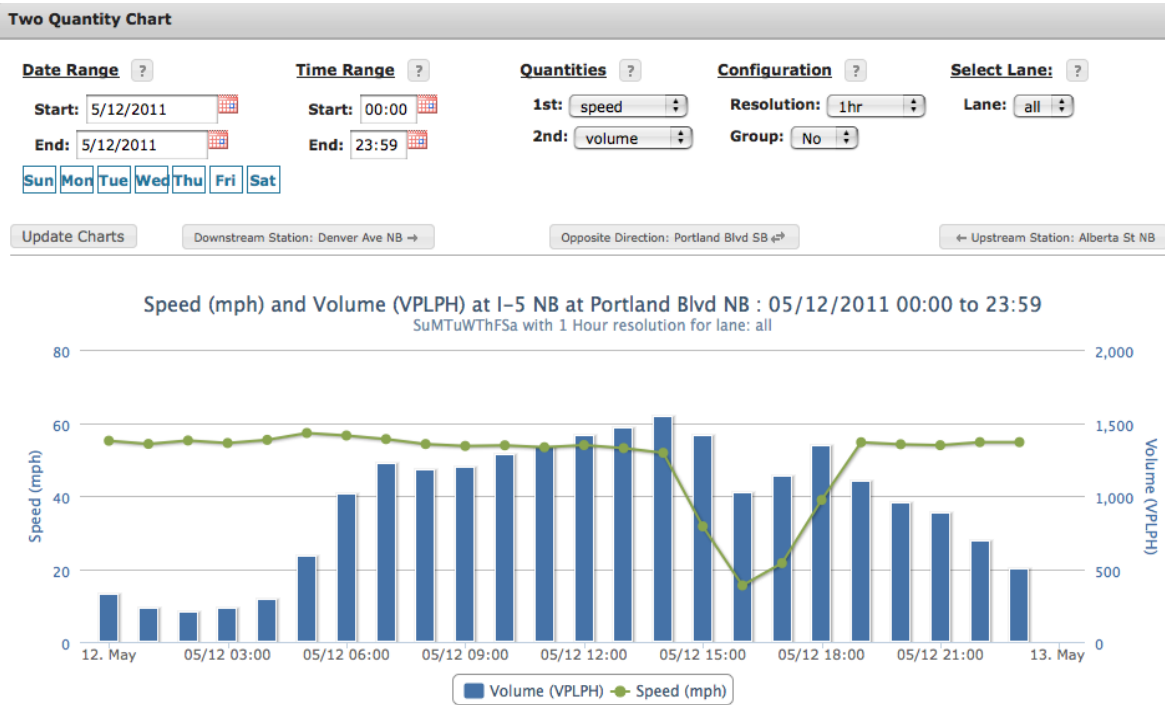 Two Quantity Chart
Date Range ? Time Range ? Quantities ? Configuration ? Select Lane: ?
Start: 5/12/2011 Start: 00:00 1st: speed Resolution: 1hr Lane: all
End: 5/12/2011 End: 23:59 2nd: volume Group: No
Sun Mon Tue Wed Thu Fri Sat
Update Charts Downstream Station: Denver Ave NB → Opposite Direction: Portland Blvd SB ⇄ ← Upstream Station: Alberta St NB
Speed (mph) and Volume (VPLPH) at I-5 NB at Portland Blvd NB : 05/12/2011 00:00 to 23:59
SuMTuWThFSa with 1 Hour resolution for lane: all
80 2,000
60 1,500
40 1,000
20 500
0 0
Speed (mph)
Volume (VPLPH)
12. May 05/12 03:00 05/12 06:00 05/12 09:00 05/12 12:00 05/12 15:00 05/12 18:00 05/12 21:00 13. May
Volume (VPLPH) Speed (mph)